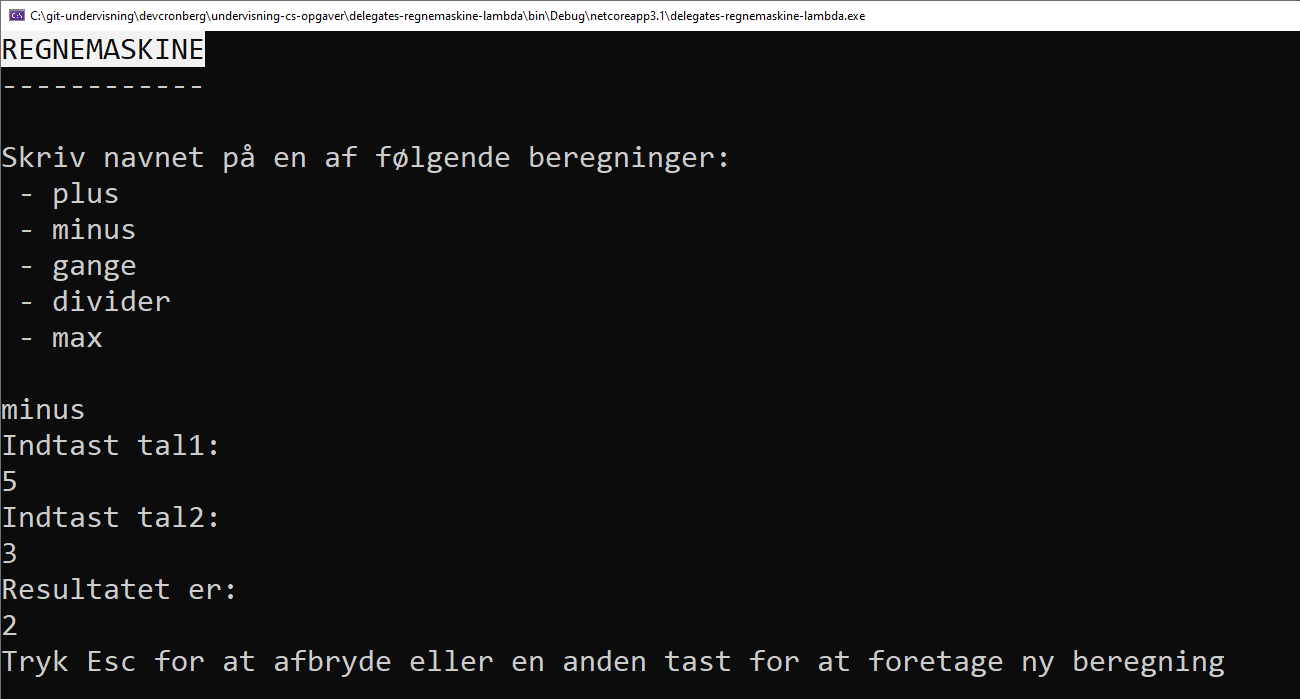 C:\git-undervisning\devcronberg\undervisning-cs-opgaver\delegates-regnemaskine-lambda\bin\Debug\netcoreapp3.1\delegates-regnemaskine-lambda.exe
REGNEMASKINE
------------
Skriv navnet på en af følgende beregninger:
- plus
- minus
- gange
- divider
- max
minus
Indtast tal1:
5
Indtast tal2:
3
Resultatet er:
2
Tryk Esc for at afbryde eller en anden tast for at foretage ny beregning